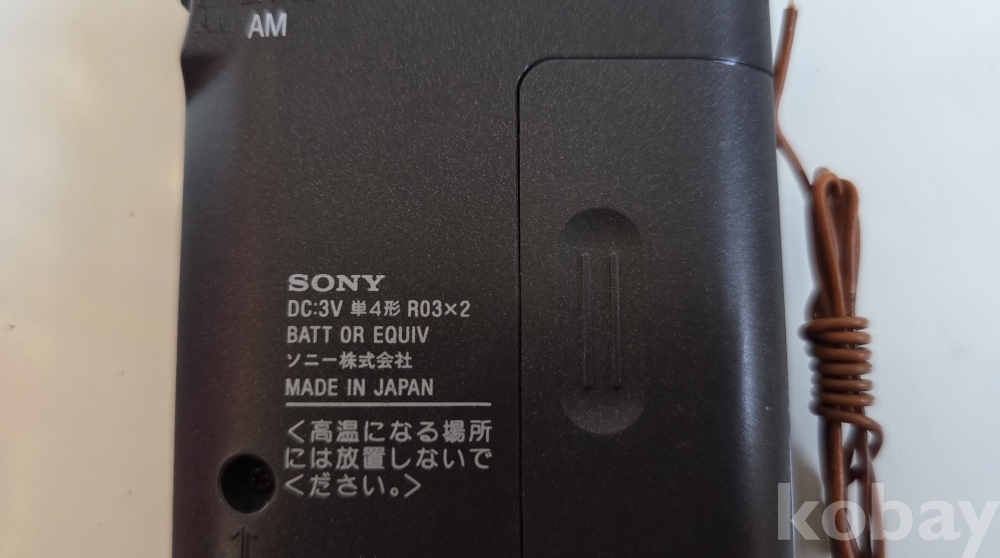 AM
SONY
DC:3V 単4形 R03×2
BATT OR EQUIV
ソニー株式会社
MADE IN JAPAN
<高温になる場所
には放置しないで
ください。>
kobay